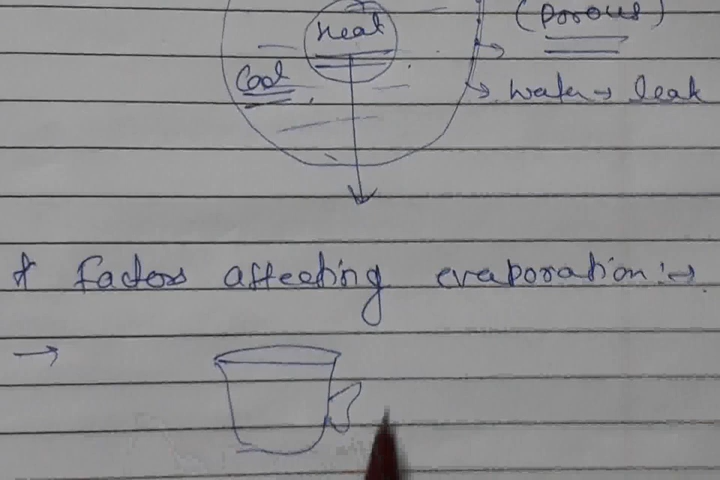 (Porous)
Heat
Cool
→ Water → leak
* factors affecting evaporation :→
→